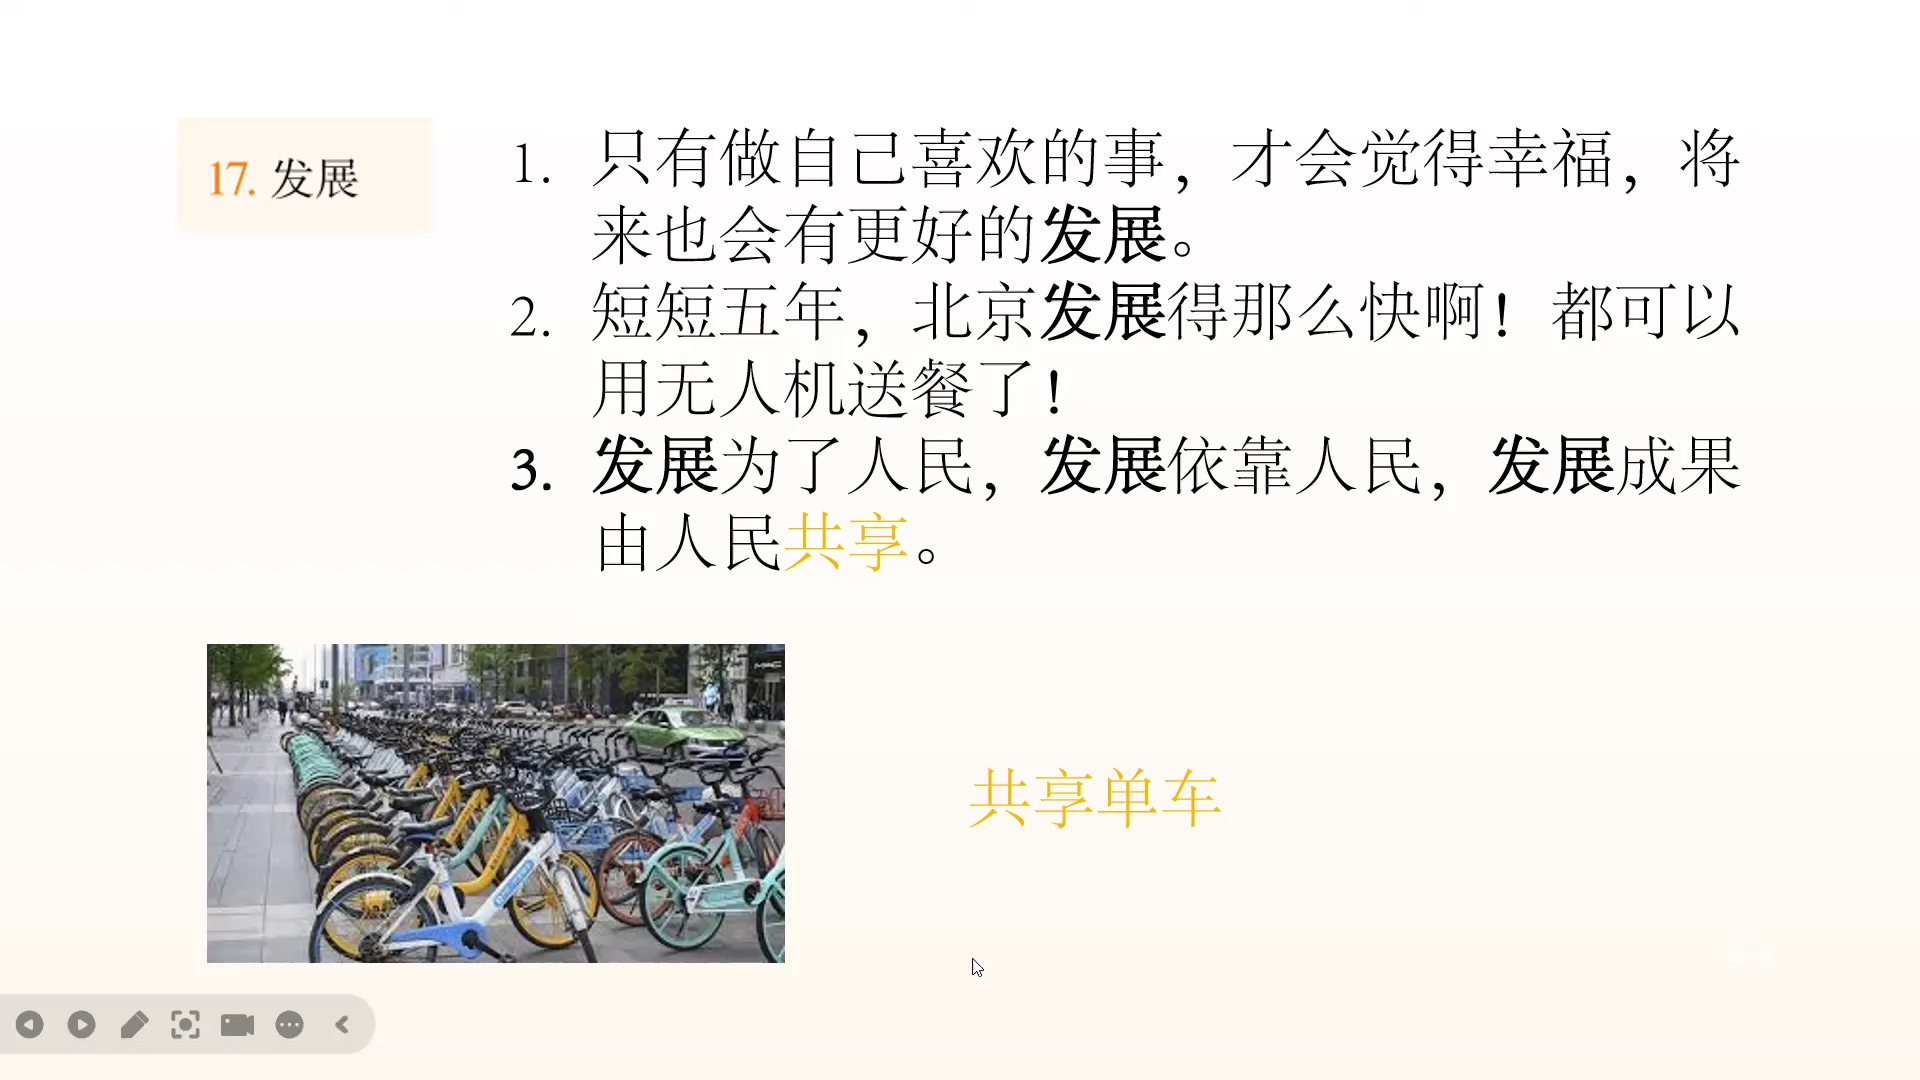 17. 发展
1. 只有做自己喜欢的事，才会觉得幸福，将
来也会有更好的发展。
2. 短短五年，北京发展得那么快啊！都可以
用无人机送餐了！
3. 发展为了人民，发展依靠人民，发展成果
由人民共享。
共享单车